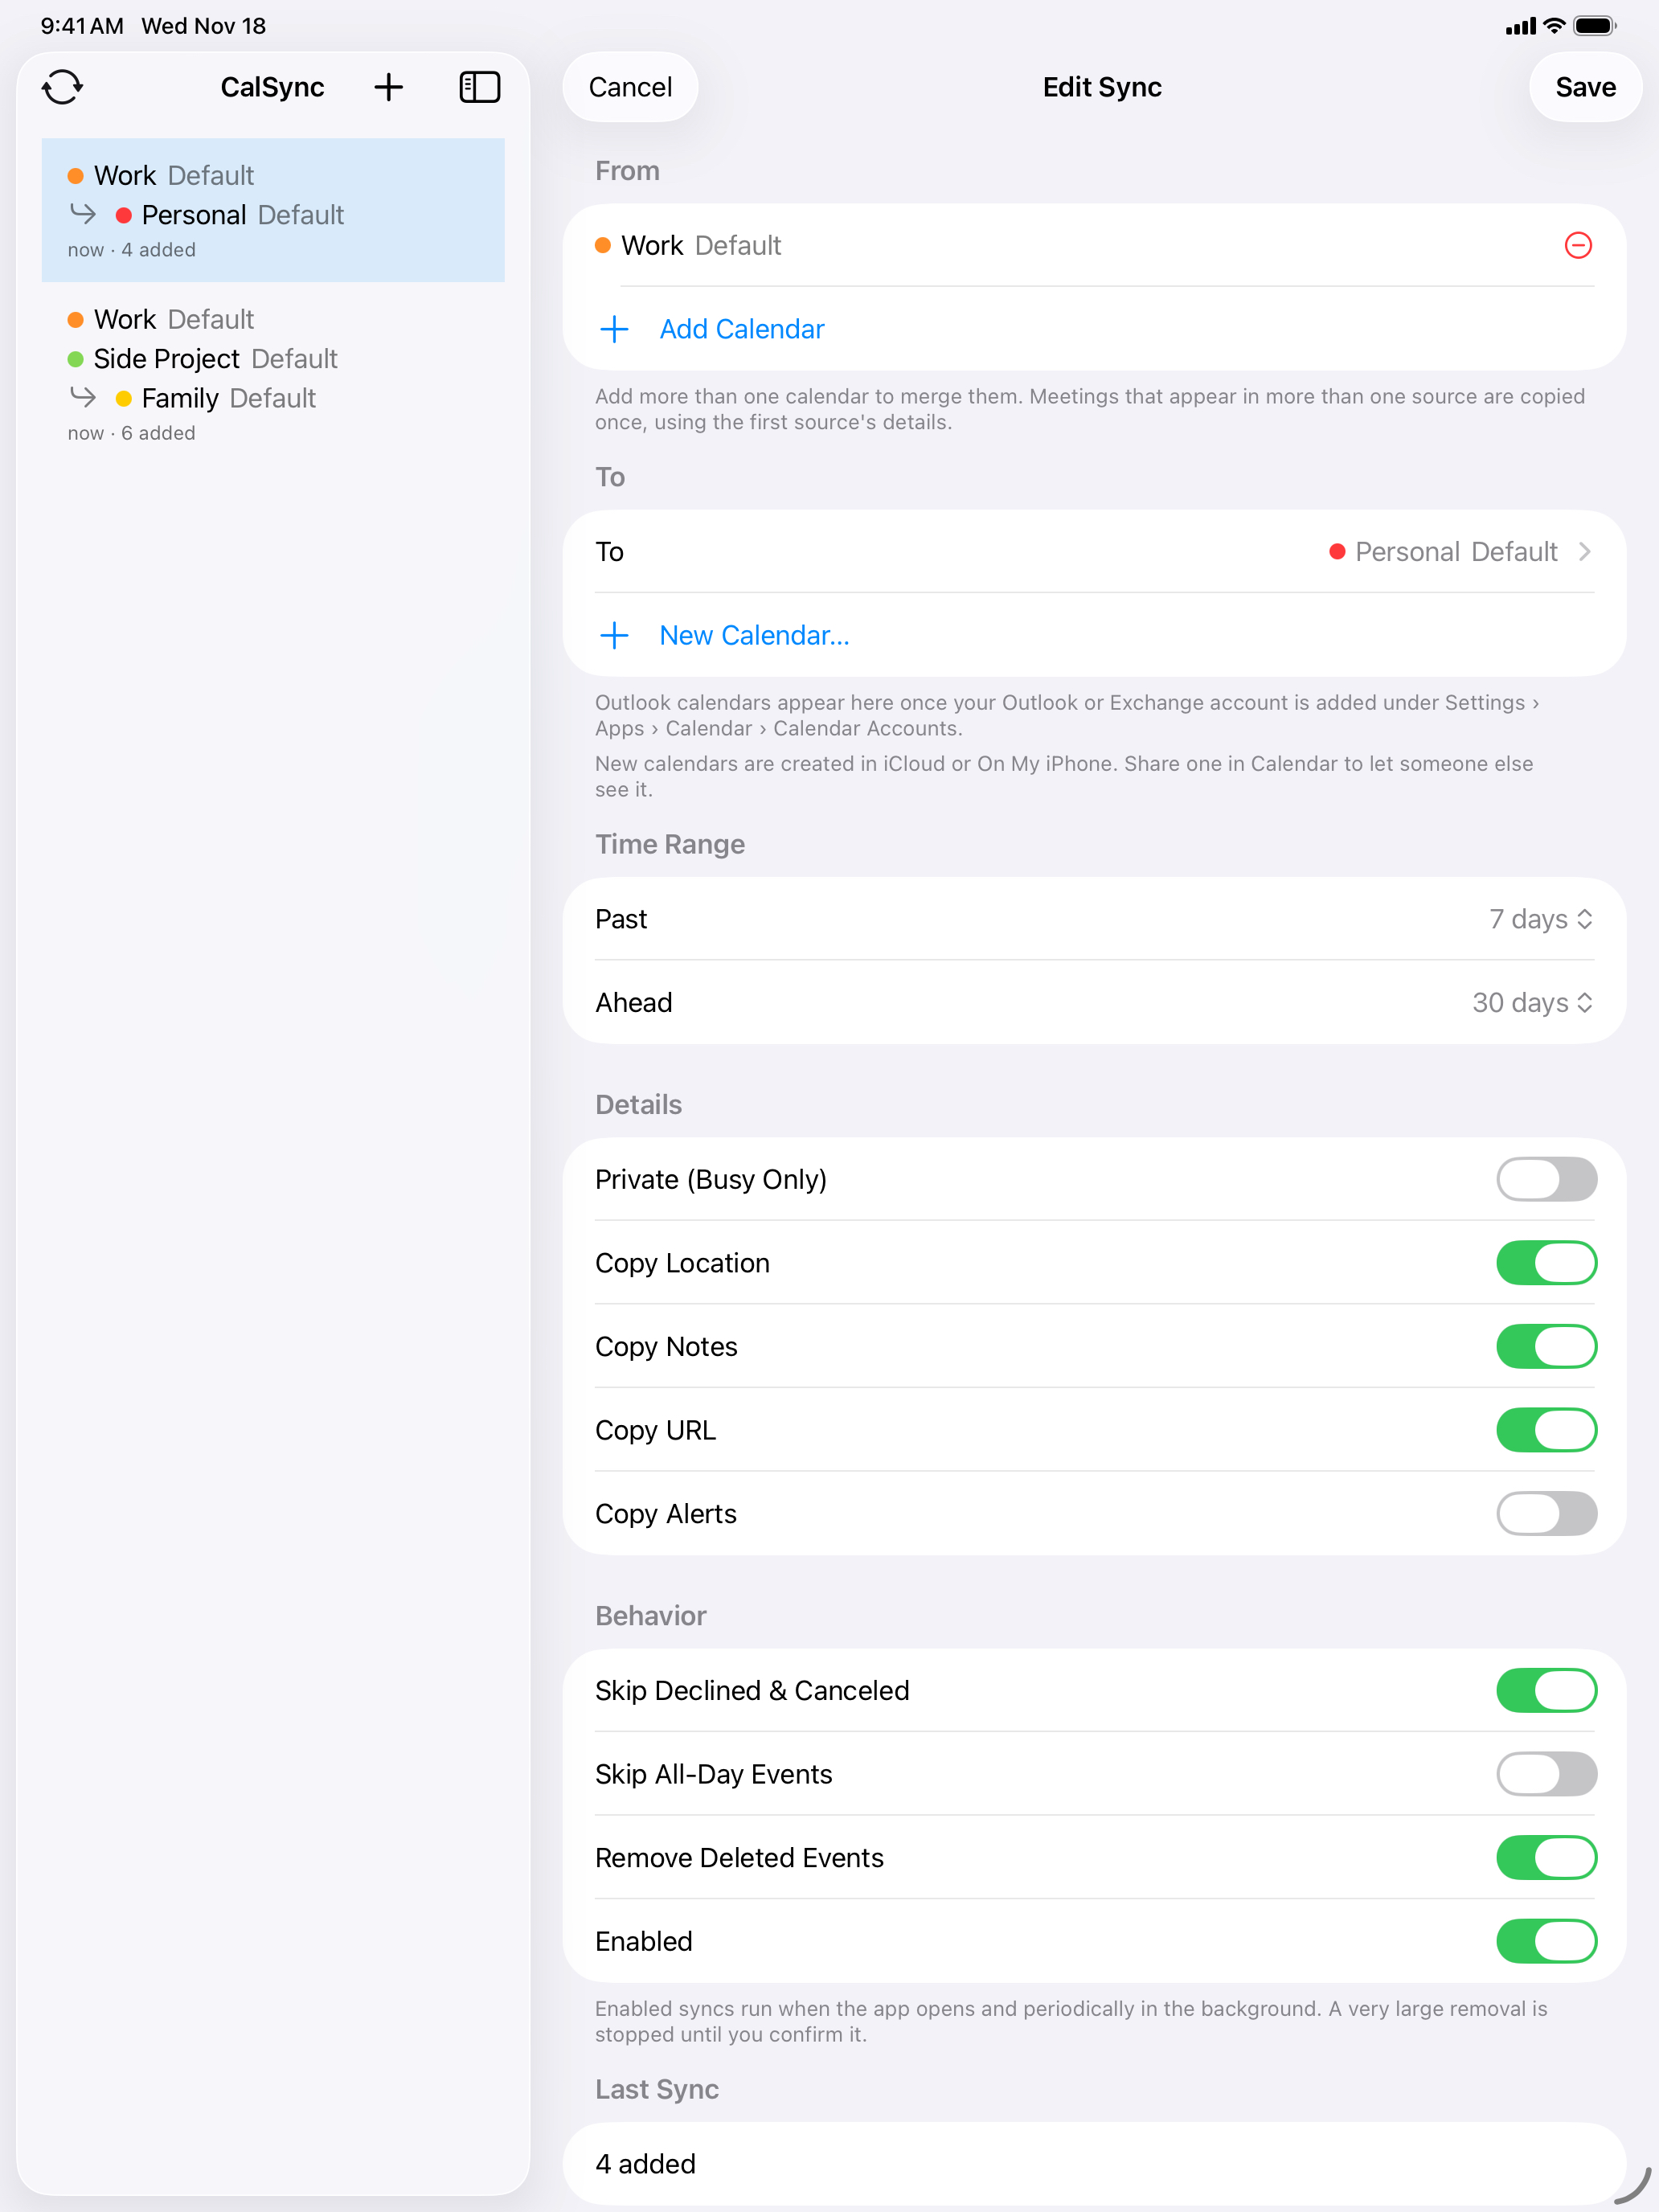 9:41 AM Wed Nov 18
CalSync
Work Default
Personal Default
now · 4 added
Work Default
Side Project Default
Family Default
now · 6 added
Cancel
Edit Sync
Save
From
Work Default
Add Calendar
Add more than one calendar to merge them. Meetings that appear in more than one source are copied
once, using the first source's details.
To
To
Personal Default
New Calendar...
Outlook calendars appear here once your Outlook or Exchange account is added under Settings ›
Apps › Calendar › Calendar Accounts.
New calendars are created in iCloud or On My iPhone. Share one in Calendar to let someone else
see it.
Time Range
Past
7 days
Ahead
30 days
Details
Private (Busy Only)
Copy Location
Copy Notes
Copy URL
Copy Alerts
Behavior
Skip Declined & Canceled
Skip All-Day Events
Remove Deleted Events
Enabled
Enabled syncs run when the app opens and periodically in the background. A very large removal is
stopped until you confirm it.
Last Sync
4 added